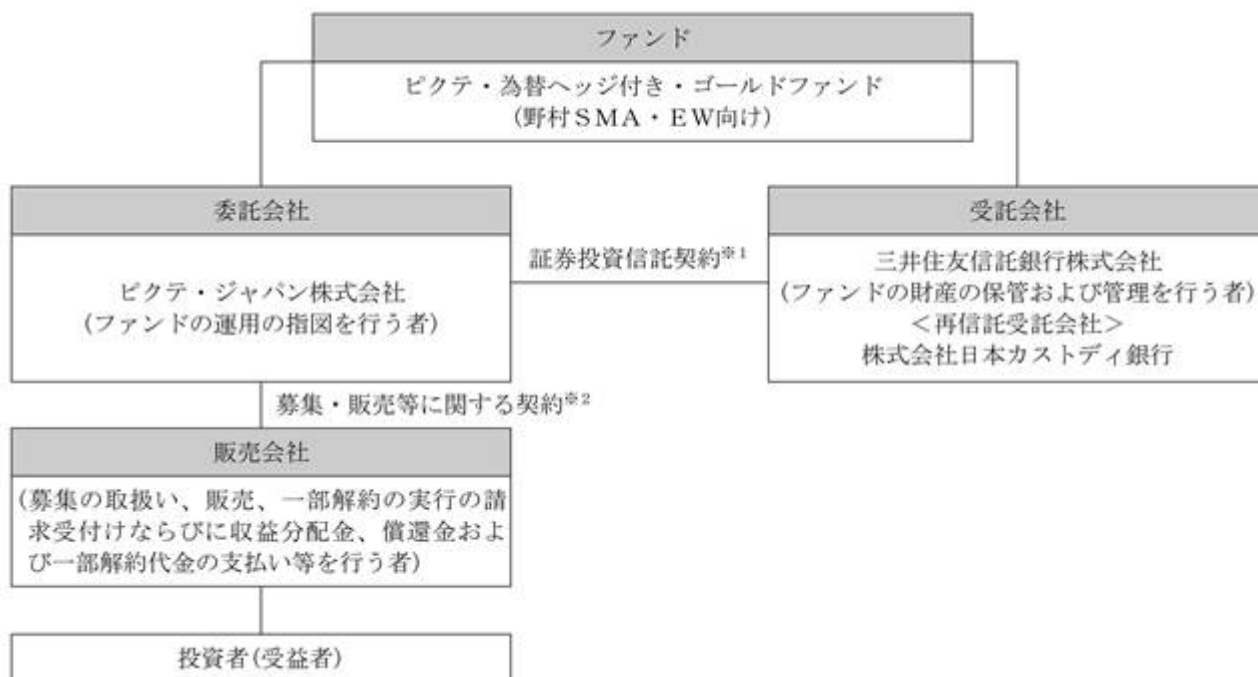 ファンド
ピクテ・為替ヘッジ付き・ゴールドファンド
(野村ＳＭＡ・ＥＷ向け)
委託会社
ピクテ・ジャパン株式会社
(ファンドの運用の指図を行う者)
証券投資信託契約※1
受託会社
三井住友信託銀行株式会社
(ファンドの財産の保管および管理を行う者)
＜再信託受託会社＞
株式会社日本カストディ銀行
募集・販売等に関する契約※2
販売会社
(募集の取扱い、販売、一部解約の実行の請
求受付けならびに収益分配金、償還金およ
び一部解約代金の支払い等を行う者)
投資者(受益者)